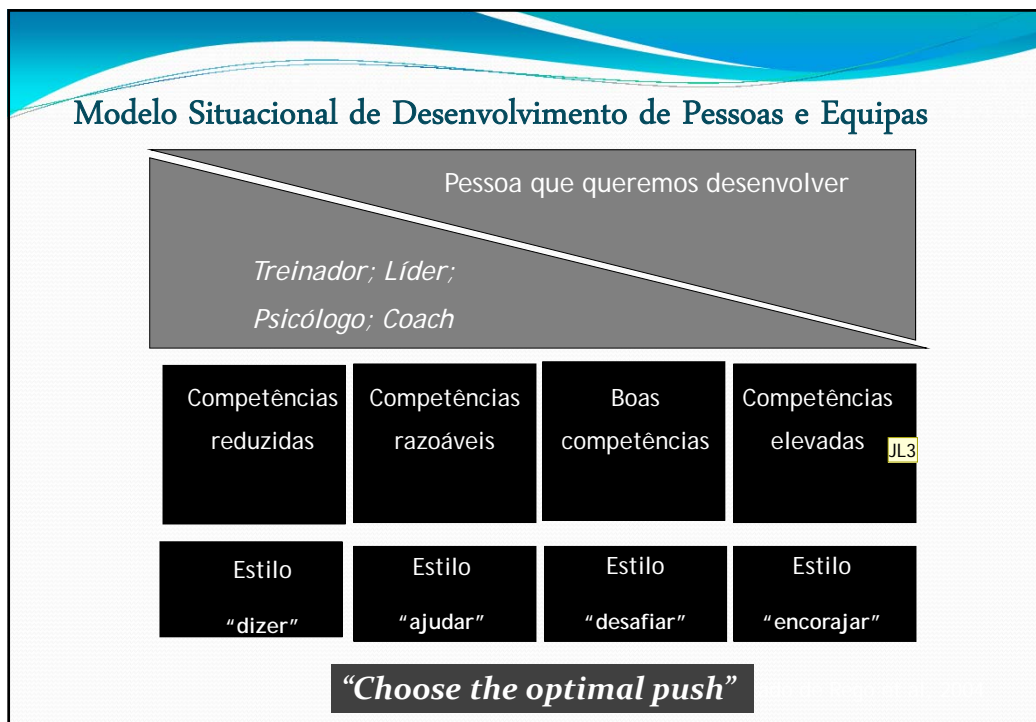 Modelo Situacional de Desenvolvimento de Pessoas e Equipas
Pessoa que queremos desenvolver
Treinador; Líder;
Psicólogo; Coach
Competências
reduzidas
Competências
razoáveis
Boas
competências
Competências
elevadas
JL3
Estilo
“dizer”
Estilo
“ajudar”
Estilo
“desafiar”
Estilo
“encorajar”
“Choose the optimal push”